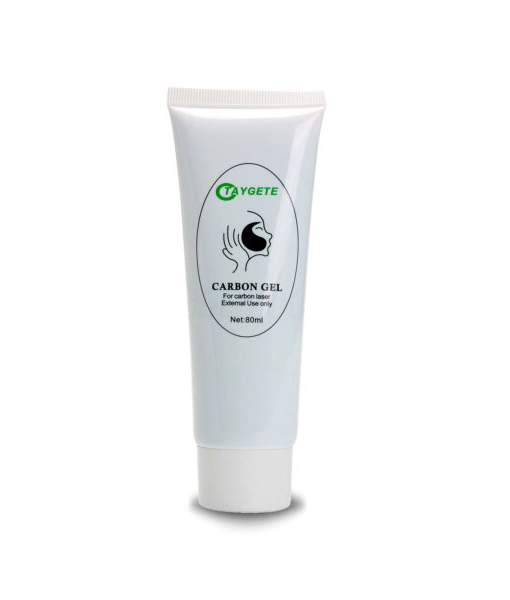 TAYGETE
CARBON GEL
For carbon laser
External Use only
Net:80ml